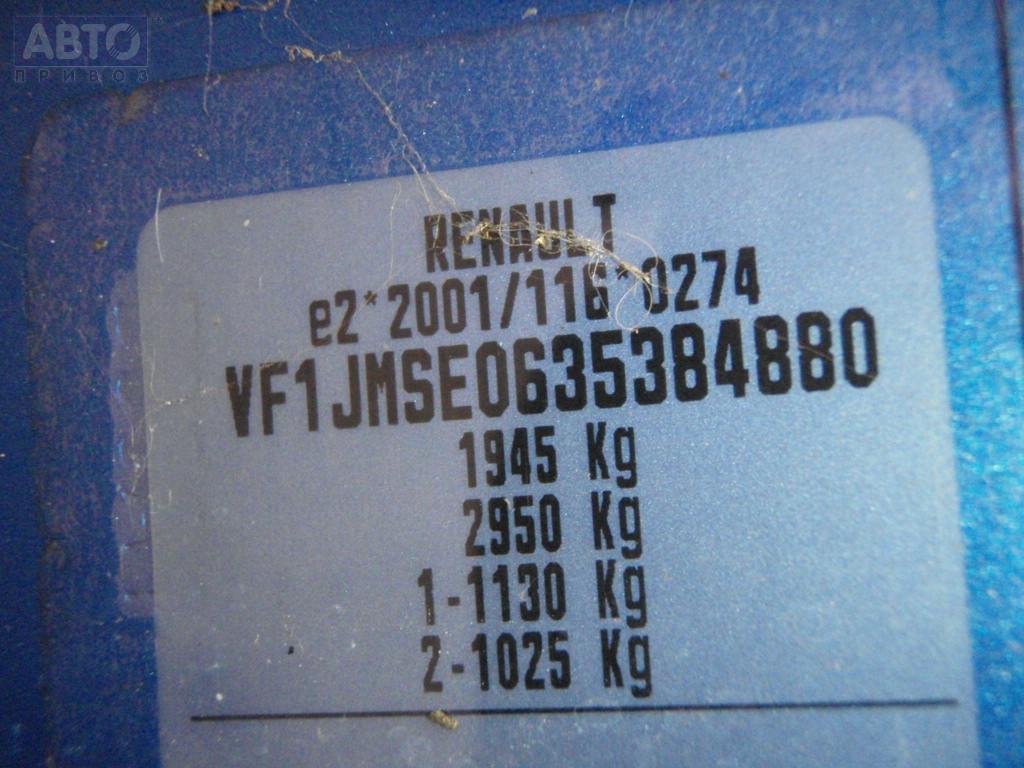 АВТО
ПРИВОЗ
RENAULT
e2*2001/116*0274
VF1JMSE0635384880
1945 Kg
2950 Kg
1-1130 Kg
2-1025 Kg